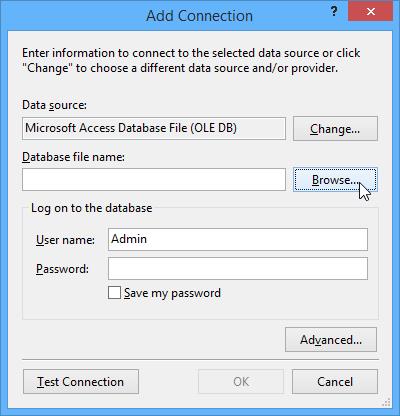 Add Connection
?
Enter information to connect to the selected data source or click
"Change" to choose a different data source and/or provider.
Data source:
Microsoft Access Database File (OLE DB)
Change...
Database file name:
Browse...
Log on to the database
User name:
Admin
Password:
Save my password
Advanced...
Test Connection
OK
Cancel